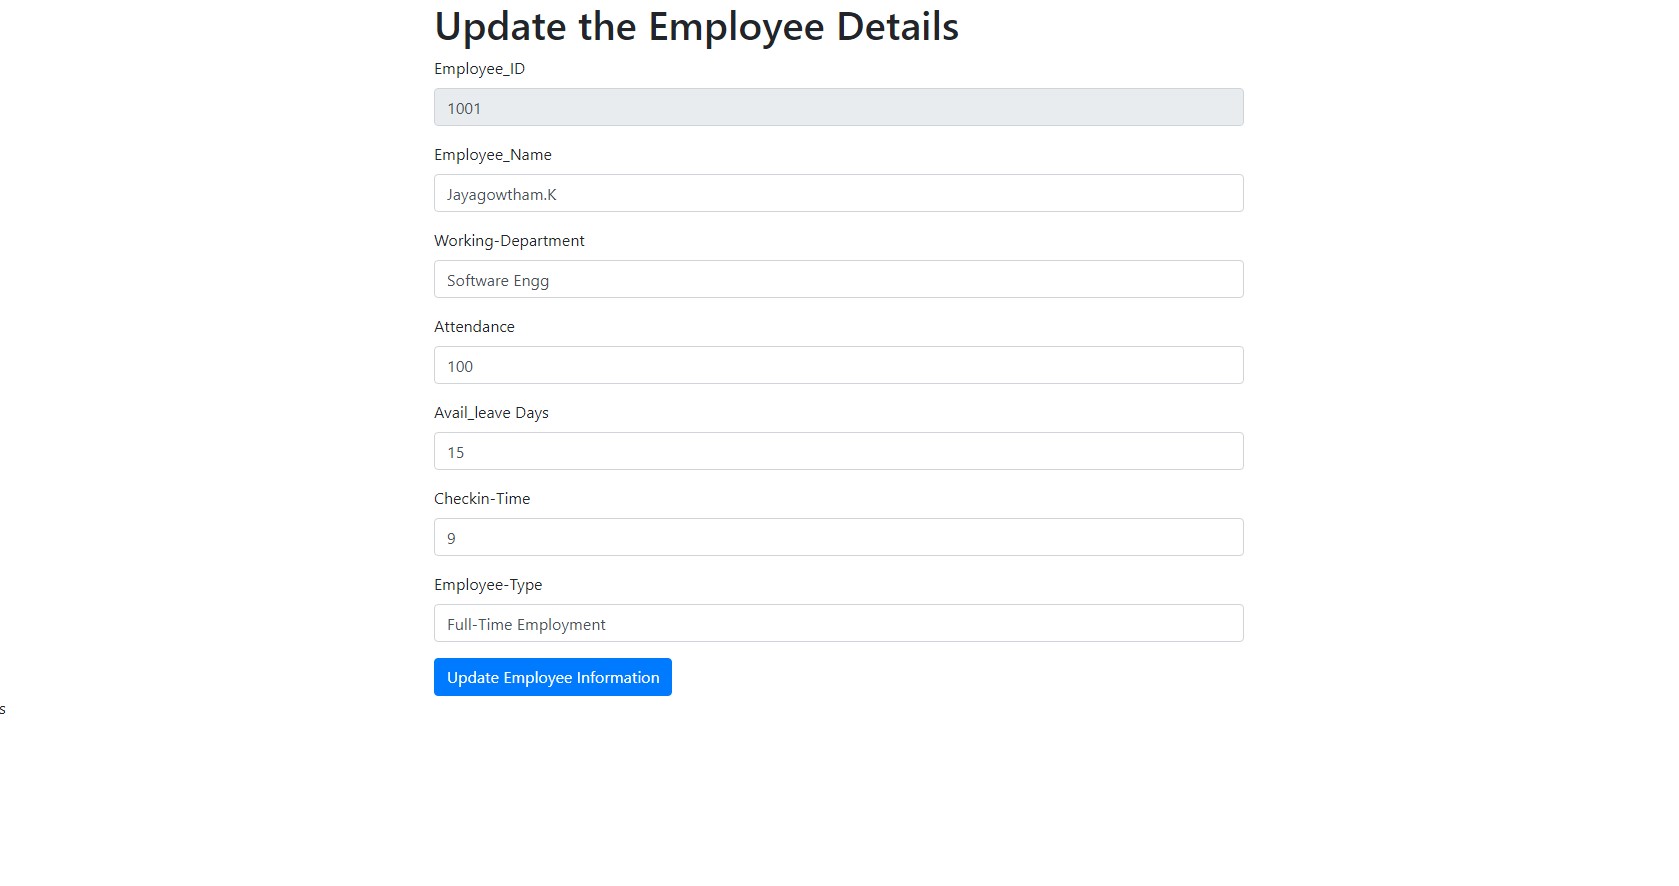 Update the Employee Details
Employee_ID
1001
Employee_Name
Jayagowtham.K
Working-Department
Software Engg
Attendance
100
Avail_leave Days
15
Checkin-Time
9
Employee-Type
Full-Time Employment
Update Employee Information
s